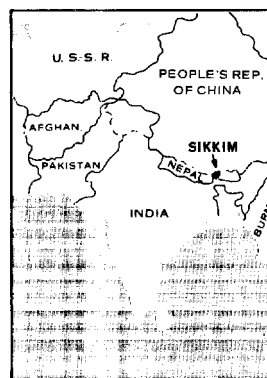 U.S.S.R.
PEOPLE'S REP.
OF CHINA
AFGHAN.
SIKKIM
PAKISTAN
NEPAL
INDIA